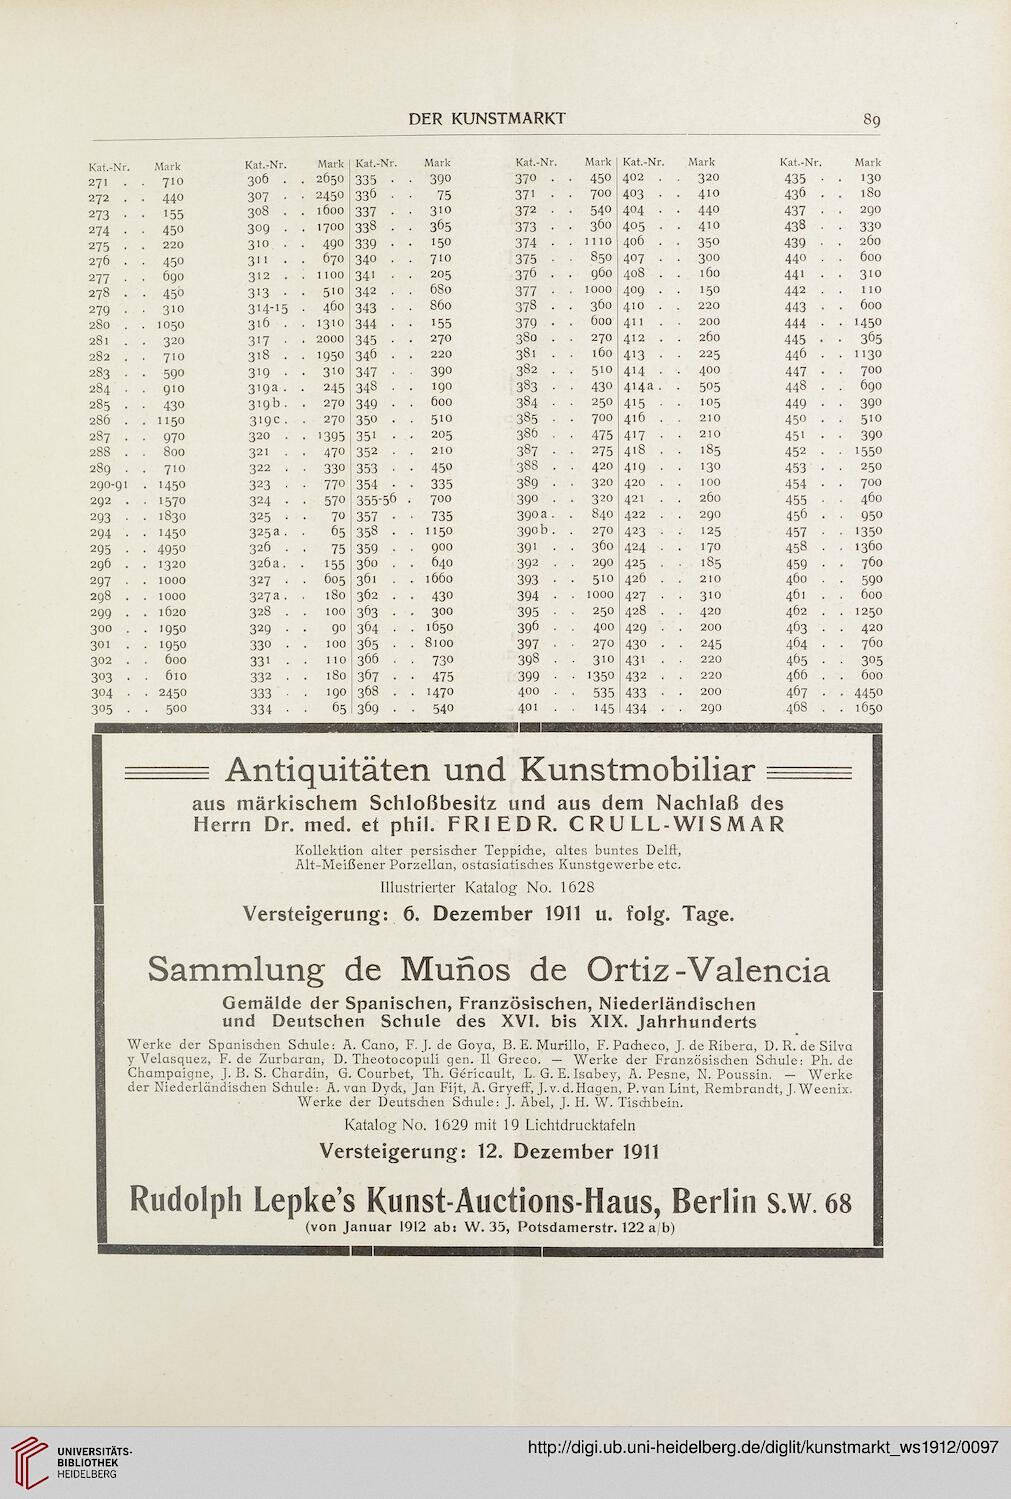 DER KUNSTMARKT 89
Kat.-Nr. Mark Kat.-Nr. Mark Kat.-Nr. Mark Kat.-Nr. Mark Kat.-Nr. Mark Kat.-Nr. Mark
271 . . 710 306 . . 2650 335 . . 390 370 . . 450 402 . . 320 435 . . 130
272 . . 440 307 . . 2450 336 . . 75 371 . . 700 403 . . 410 436 . . 180
273 . . 155 308 . . 1600 337 . . 310 372 . . 540 404 . . 440 437 . . 290
274 . . 450 309 . . 1700 338 . . 365 373 . . 360 405 . . 410 438 . . 330
275 . . 220 310 . . 490 339 . . 150 374 . . 1110 406 . . 350 439 . . 260
276 . . 450 311 . . 670 340 . . 710 375 . . 850 407 . . 300 440 . . 600
277 . . 690 312 . . 1100 341 . . 205 376 . . 960 408 . . 160 441 . . 310
278 . . 450 313 . . 510 342 . . 680 377 . . 1000 409 . . 150 442 . . 110
279 . . 310 314-15 . 460 343 . . 860 378 . . 360 410 . . 220 443 . . 600
280 . . 1050 316 . . 1310 344 . . 155 379 . . 600 411 . . 200 444 . . 1450
281 . . 320 317 . . 2000 345 . . 270 380 . . 270 412 . . 260 445 . . 365
282 . . 710 318 . . 1950 346 . . 220 381 . . 160 413 . . 225 446 . . 1130
283 . . 590 319 . . 310 347 . . 390 382 . . 510 414 . . 400 447 . . 700
284 . . 910 319a . . 245 348 . . 190 383 . . 430 414a . . 505 448 . . 690
285 . . 430 319b . . 270 349 . . 600 384 . . 250 415 . . 105 449 . . 390
286 . . 1150 319c . . 270 350 . . 510 385 . . 700 416 . . 210 450 . . 510
287 . . 970 320 . . 1395 351 . . 205 386 . . 475 417 . . 210 451 . . 390
288 . . 800 321 . . 470 352 . . 210 387 . . 275 418 . . 185 452 . . 1550
289 . . 710 322 . . 330 353 . . 450 388 . . 420 419 . . 130 453 . . 250
290-91 . 1450 323 . . 770 354 . . 335 389 . . 320 420 . . 100 454 . . 700
292 . . 1570 324 . . 570 355-56 . 700 390 . . 320 421 . . 260 455 . . 460
293 . . 1830 325 . . 70 357 . . 735 390a . . 840 422 . . 290 456 . . 950
294 . . 1450 325a . . 65 358 . . 1150 390b . . 270 423 . . 125 457 . . 1350
295 . . 4950 326 . . 75 359 . . 900 391 . . 360 424 . . 170 458 . . 1360
296 . . 1320 326a . . 155 360 . . 640 392 . . 290 425 . . 185 459 . . 760
297 . . 1000 327 . . 605 361 . . 1660 393 . . 510 426 . . 210 460 . . 590
298 . . 1000 327a . . 180 362 . . 430 394 . . 1000 427 . . 310 461 . . 600
299 . . 1620 328 . . 100 363 . . 300 395 . . 250 428 . . 420 462 . . 1250
300 . . 1950 329 . . 90 364 . . 1650 396 . . 400 429 . . 200 463 . . 420
301 . . 1950 330 . . 100 365 . . 8100 397 . . 270 430 . . 245 464 . . 760
302 . . 600 331 . . 110 366 . . 730 398 . . 310 431 . . 220 465 . . 305
303 . . 610 332 . . 180 367 . . 475 399 . . 1350 432 . . 220 466 . . 600
304 . . 2450 333 . . 190 368 . . 1470 400 . . 535 433 . . 200 467 . . 4450
305 . . 500 334 . . 65 369 . . 540 401 . . 145 434 . . 290 468 . . 1650
Antiquitäten und Kunstmobiliar
aus märkischem Schloßbesitz und aus dem Nachlaß des
Herrn Dr. med. et phil. FRIEDR. CRULL-WISMAR
Kollektion alter persischer Teppiche, altes buntes Delft,
Alt-Meißener Porzellan, ostasiatisches Kunstgewerbe etc.
Illustrierter Katalog No. 1628
Versteigerung: 6. Dezember 1911 u. folg. Tage.
Sammlung de Muños de Ortiz-Valencia
Gemälde der Spanischen, Französischen, Niederländischen
und Deutschen Schule des XVI. bis XIX. Jahrhunderts
Werke der Spanischen Schule: A. Cano, F. J. de Goya, B. E. Murillo, F. Pacheco, J. de Ribera, D. R. de Silva
y Velasquez, F. de Zurbaran, D. Theotocopuli gen. Il Greco. — Werke der Französischen Schule: Ph. de
Champaigne, J. B. S. Chardin, G. Courbet, Th. Géricault, L. G. E. Isabey, A. Pesne, N. Poussin. — Werke
der Niederländischen Schule: A. van Dyck, Jan Fijt, A. Gryeff, J. v. d. Hagen, P. van Lint, Rembrandt, J. Weenix.
Werke der Deutschen Schule: J. Abel, J. H. W. Tischbein.
Katalog No. 1629 mit 19 Lichtdrucktafeln
Versteigerung: 12. Dezember 1911
Rudolph Lepke's Kunst-Auctions-Haus, Berlin S.W. 68
(von Januar 1912 ab: W. 35, Potsdamerstr. 122 a/b)
UNIVERSITÄTS-
BIBLIOTHEK
HEIDELBERG
http://digi.ub.uni-heidelberg.de/diglit/kunstmarkt_ws1912/0097